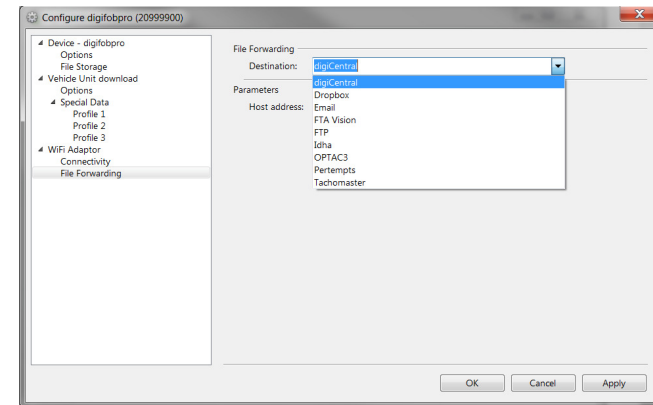 Configure digifobpro (20999900)
Device - digifobpro
Options
File Storage
Vehicle Unit download
Options
Special Data
Profile 1
Profile 2
Profile 3
WiFi Adaptor
Connectivity
File Forwarding
File Forwarding
Destination: digiCentral
digiCentral
Dropbox
Email
FTA Vision
FTP
Idha
OPTAC3
Pertempts
Tachomaster
Parameters
Host address:
OK Cancel Apply